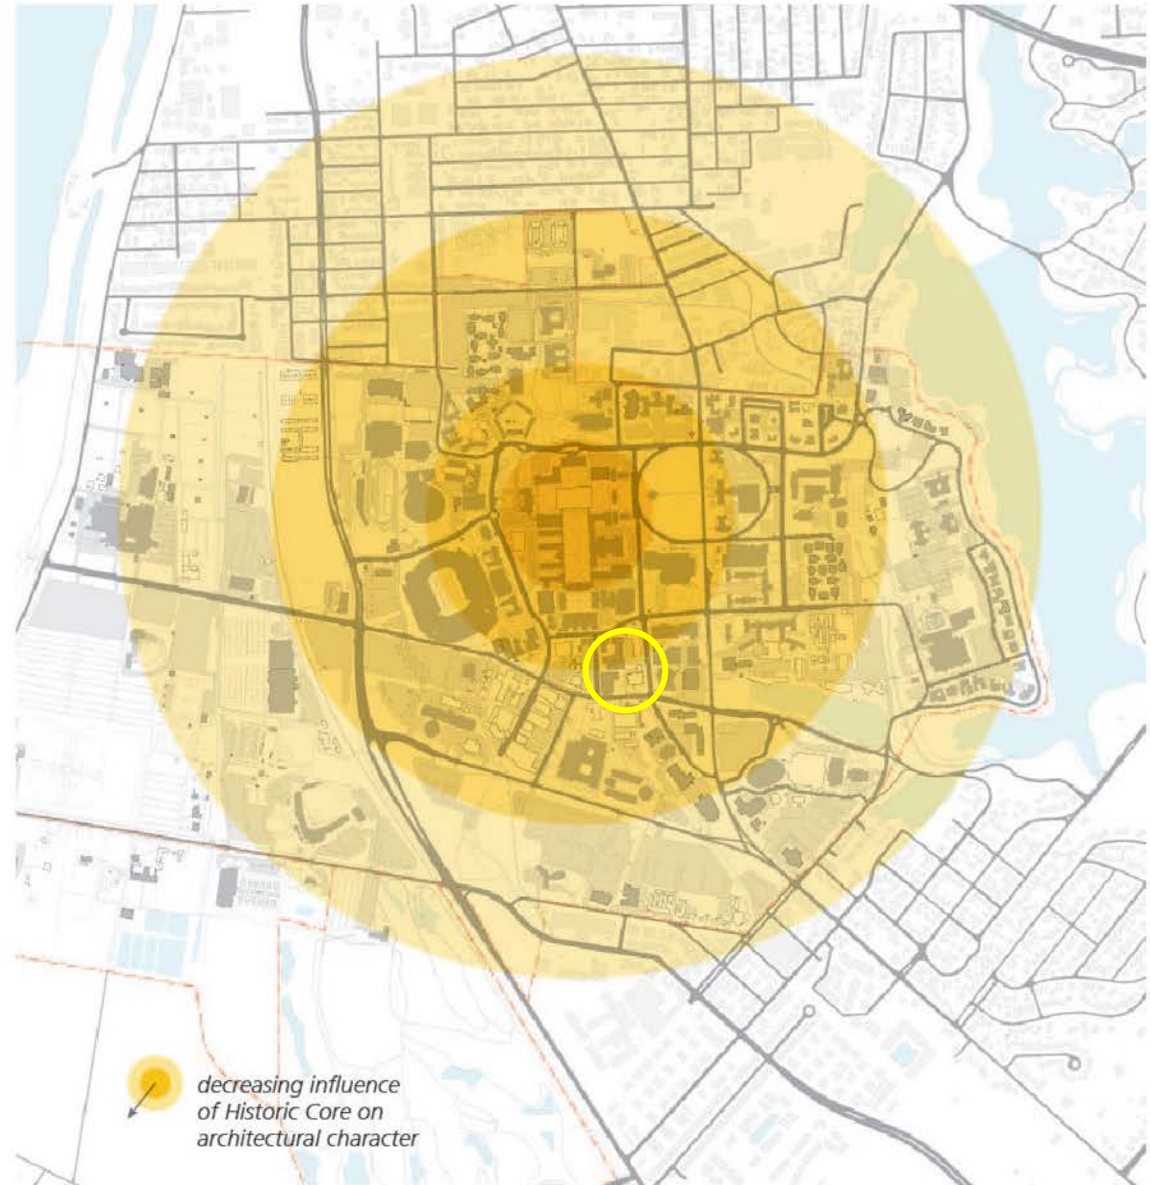 decreasing influence
of Historic Core on
architectural character